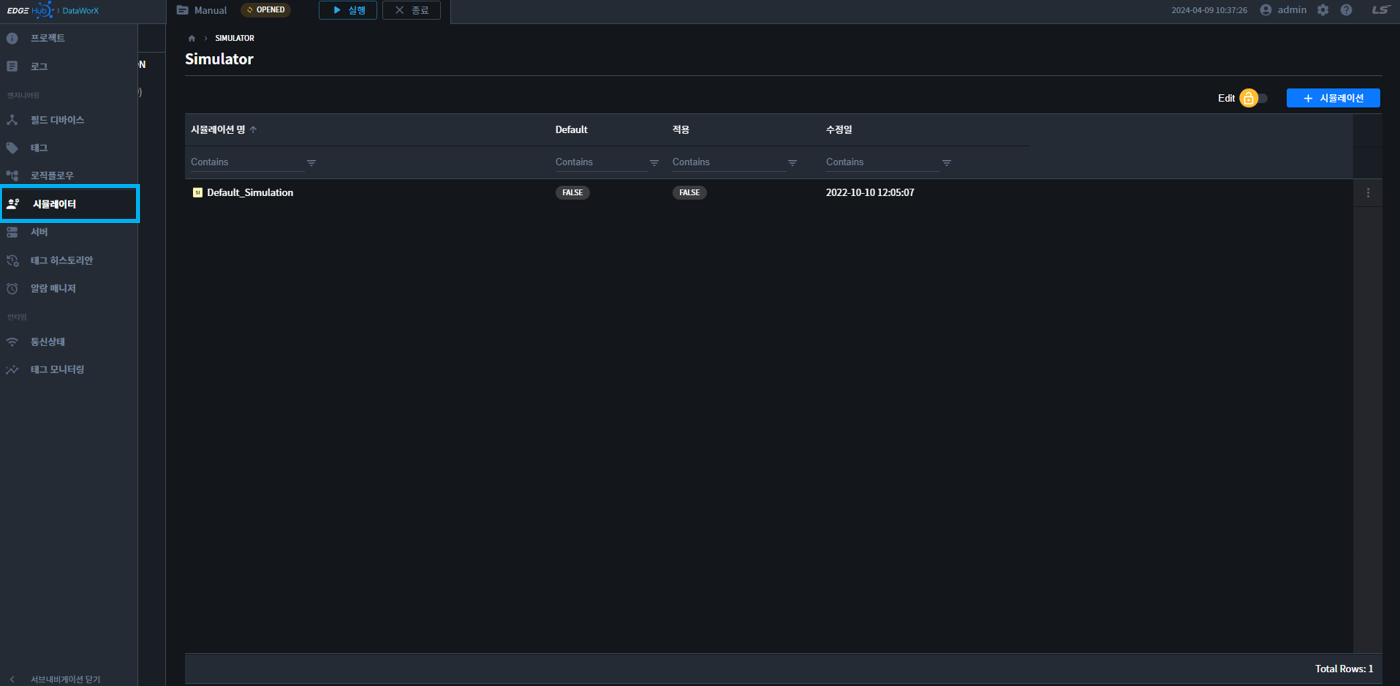 EDGE Hub | DataWorX
Manual OPENED 실행 종료 2024-04-09 10:37:26 admin LS
프로젝트
로그
엔지니어링
필드 디바이스
태그
로직플로우
시뮬레이터
서버
태그 히스토리안
알람 매니저
런타임
통신상태
태그 모니터링
서브내비게이션 닫기
N
)
> SIMULATOR
Simulator
Edit + 시뮬레이션
시뮬레이션 명 Default 적용 수정일
Contains Contains Contains Contains
SI Default_Simulation FALSE FALSE 2022-10-10 12:05:07
Total Rows: 1